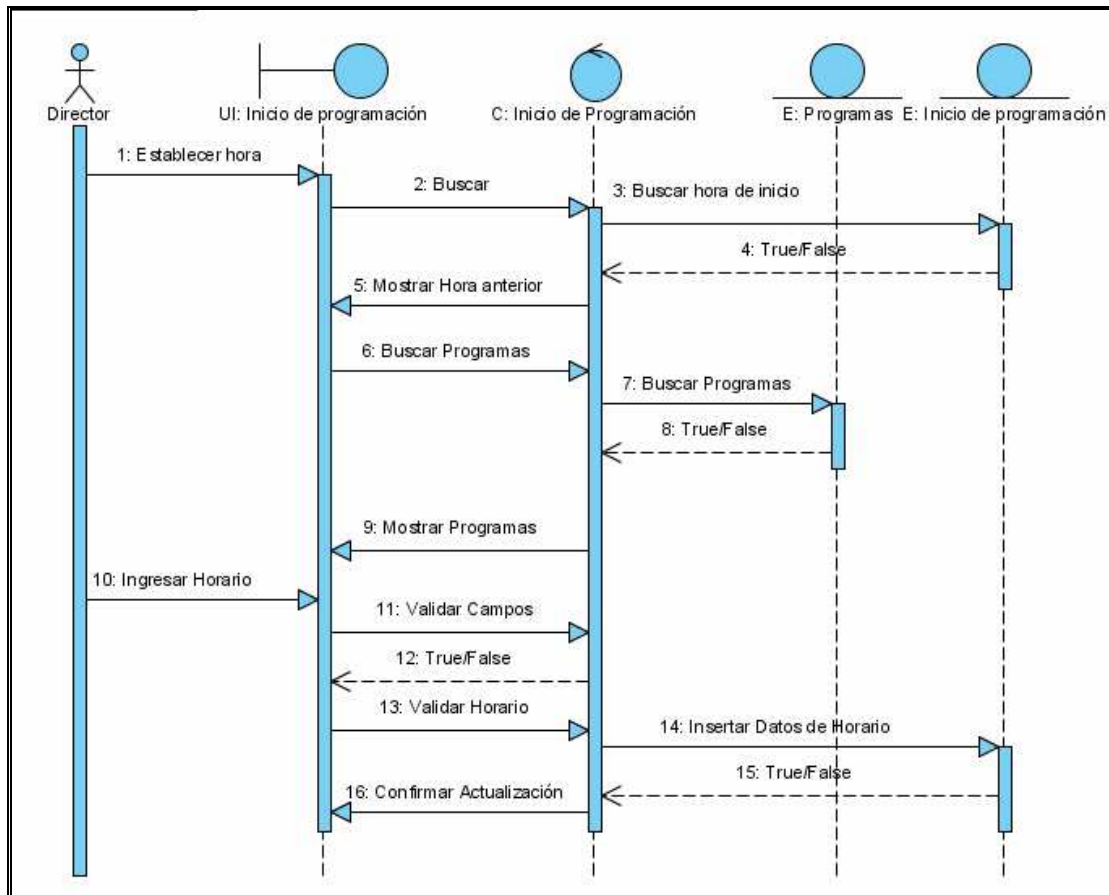 Director
UI: Inicio de programación
C: Inicio de Programación
E: Programas
E: Inicio de programación
1: Establecer hora
2: Buscar
3: Buscar hora de inicio
4: True/False
5: Mostrar Hora anterior
6: Buscar Programas
7: Buscar Programas
8: True/False
9: Mostrar Programas
10: Ingresar Horario
11: Validar Campos
12: True/False
13: Validar Horario
14: Insertar Datos de Horario
15: True/False
16: Confirmar Actualización